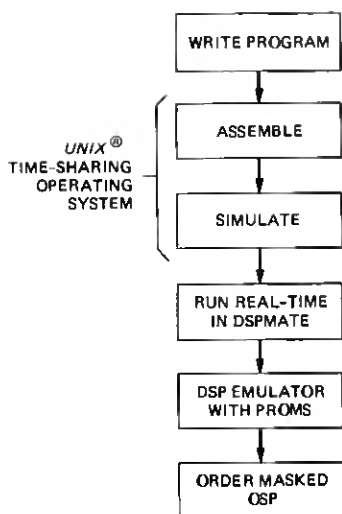 WRITE PROGRAM
UNIX®
TIME-SHARING
OPERATING
SYSTEM
ASSEMBLE
SIMULATE
RUN REAL-TIME
IN DSPMATE
DSP EMULATOR
WITH PROMS
ORDER MASKED
OSP